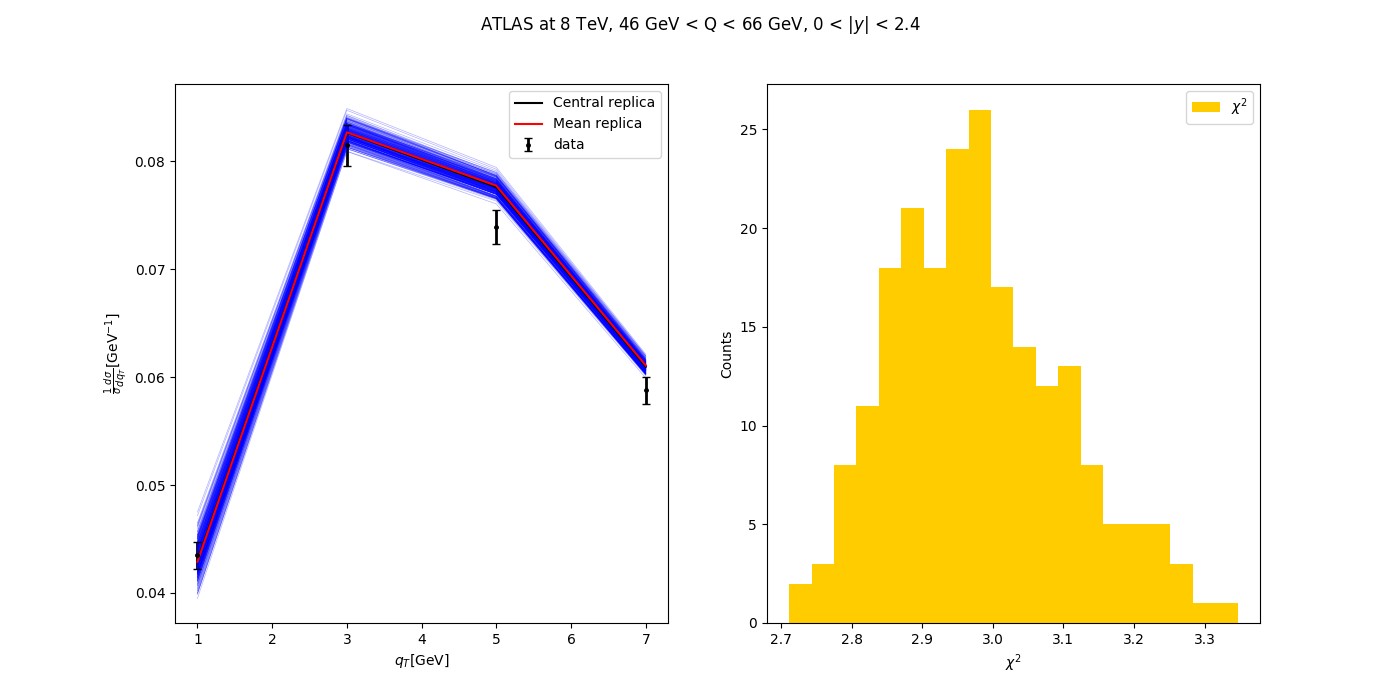 ATLAS at 8 TeV, 46 GeV < Q < 66 GeV, 0 < |y| < 2.4
Central replica
Mean replica
data
0.08
0.07
0.06
0.05
0.04
1 2 3 4 5 6 7
q_T[GeV]
\frac{1}{σ}\frac{dσ}{dq_T}[GeV⁻¹]
χ²
25
20
15
10
5
0
2.7 2.8 2.9 3.0 3.1 3.2 3.3
χ²
Counts